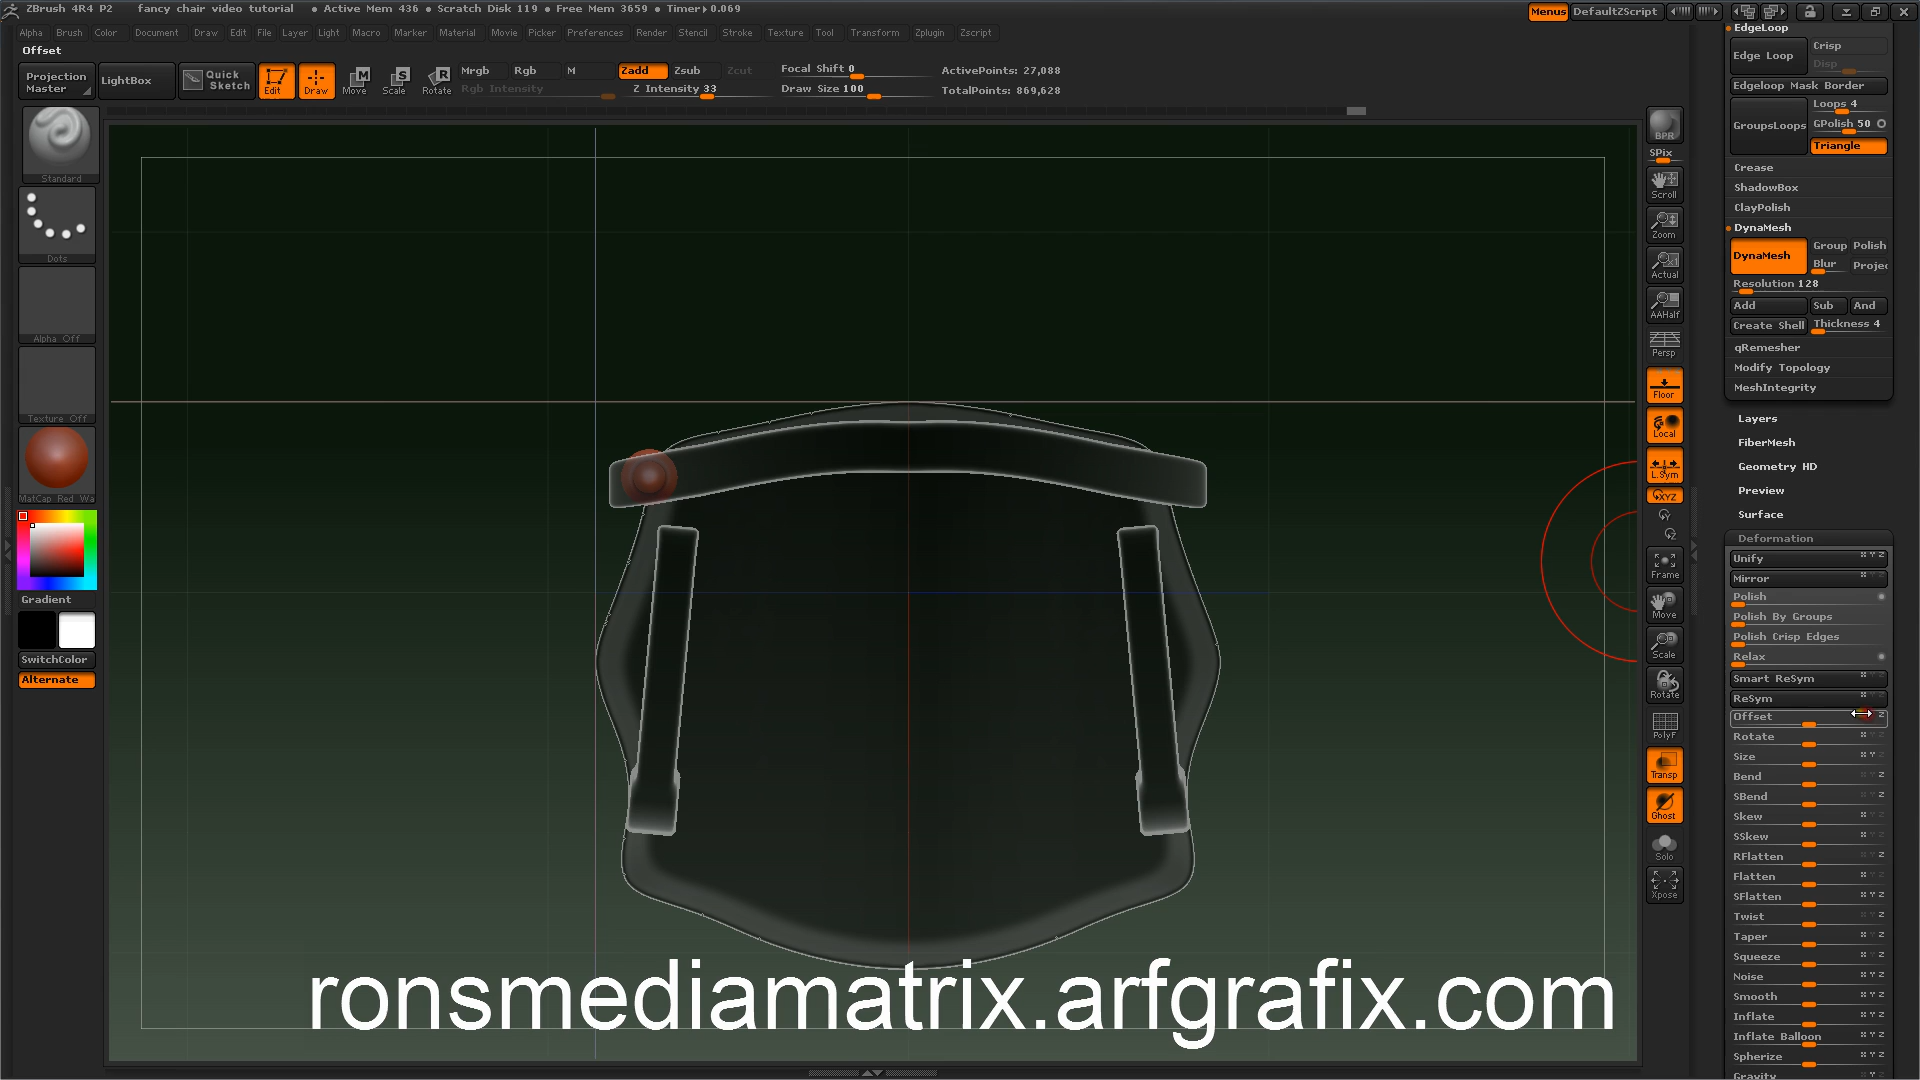 ZBrush 4R4 P2 fancy chair video tutorial • Active Mem 436 • Scratch Disk 119 • Free Mem 3659 • Timer▸0.069
Menus DefaultZScript
Alpha Brush Color Document Draw Edit File Layer Light Macro Marker Material Movie Picker Preferences Render Stencil Stroke Texture Tool Transform Zplugin Zscript
Offset
Projection Master
LightBox
Quick Sketch
Edit
Draw
Move
Scale
Rotate
Mrgb Rgb M
Rgb Intensity
Zadd Zsub Zcut
Z Intensity 33
Focal Shift 0
Draw Size 100
ActivePoints: 27,088
TotalPoints: 869,628
Standard
Dots
Alpha Off
Texture Off
MatCap Red Wa
Gradient
SwitchColor
Alternate
BPR
SPix
Scroll
Zoom
Actual
AAHalf
Persp
Floor
Local
L.Sym
XYZ
Y
Z
Frame
Move
Scale
Rotate
PolyF
Transp
Ghost
Solo
Xpose
EdgeLoop
Edge Loop
Crisp
Disp
Edgeloop Mask Border
GroupsLoops
Loops 4
GPolish 50
Triangle
Crease
ShadowBox
ClayPolish
DynaMesh
DynaMesh
Group Polish
Blur Projec
Resolution 128
Add Sub And
Create Shell Thickness 4
qRemesher
Modify Topology
MeshIntegrity
Layers
FiberMesh
Geometry HD
Preview
Surface
Deformation
Unify
Mirror
Polish
Polish By Groups
Polish Crisp Edges
Relax
Smart ReSym
ReSym
Offset
Rotate
Size
Bend
SBend
Skew
SSkew
RFlatten
Flatten
SFlatten
Twist
Taper
Squeeze
Noise
Smooth
Inflate
Inflate Balloon
Spherize
Gravity
ronsmediamatrix.arfgrafix.com